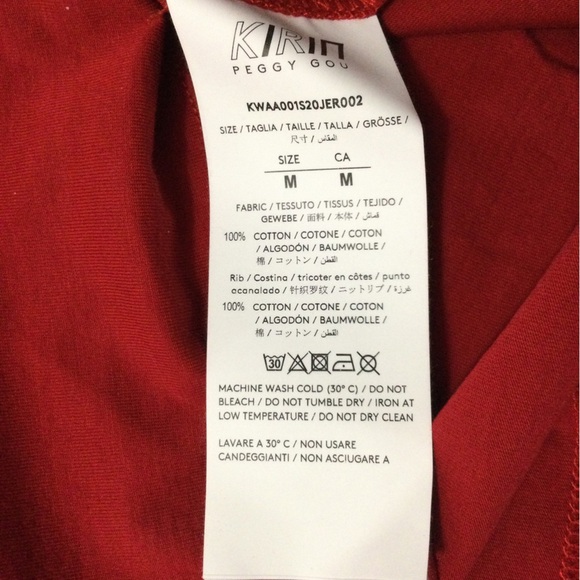 KIRIN
PEGGY GOU
KWAA001S20JER002
SIZE / TAGLIA / TAILLE / TALLA / GRÖSSE /
尺寸 / المقاس /
SIZE CA
M M
FABRIC / TESSUTO / TISSUS / TEJIDO /
GEWEBE / 面料 / 本体 / قماش /
100% COTTON / COTONE / COTON
/ ALGODÓN / BAUMWOLLE /
棉 / コットン / القطن /
Rib / Costina / tricoter en côtes / punto
acanalado / 针织罗纹 / ニットリブ / غرزة /
100% COTTON / COTONE / COTON
/ ALGODÓN / BAUMWOLLE /
棉 / コットン / القطن /
30
MACHINE WASH COLD (30° C) / DO NOT
BLEACH / DO NOT TUMBLE DRY / IRON AT
LOW TEMPERATURE / DO NOT DRY CLEAN
LAVARE A 30° C / NON USARE
CANDEGGIANTI / NON ASCIUGARE A